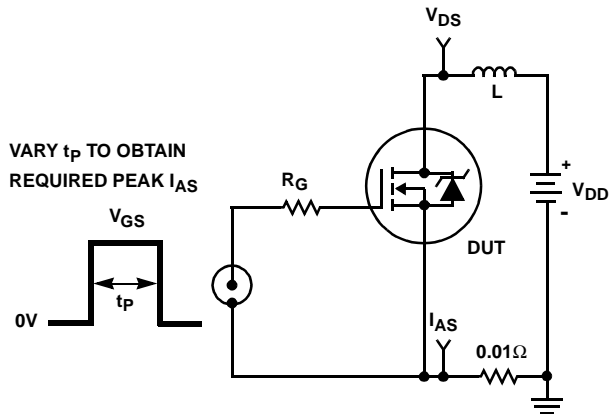 V_DS
L
VARY t_P TO OBTAIN
REQUIRED PEAK I_AS
R_G
+
V_DD
-
V_GS
DUT
t_P
0V
I_AS
0.01Ω